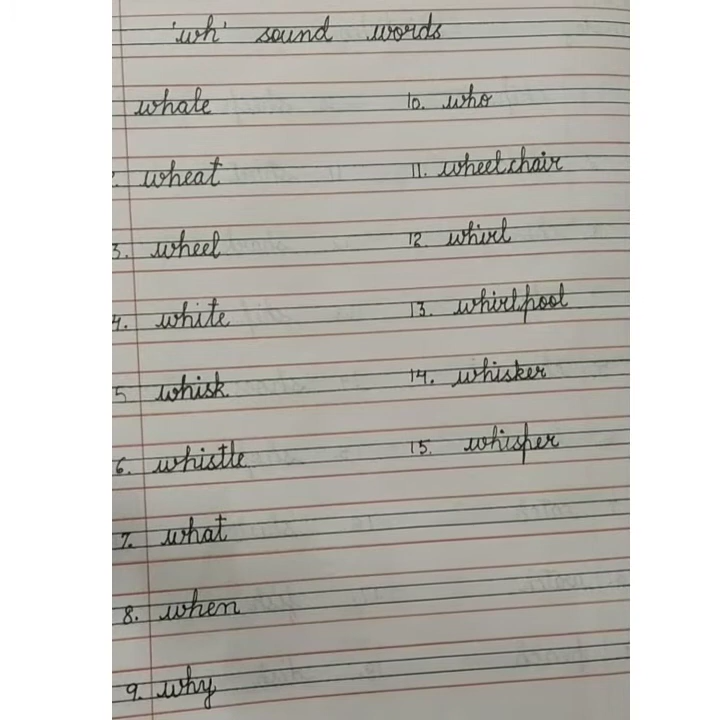 'wh' sound words
whale
. wheat
3. wheel
4. white
5 whisk
6. whistle
7. what
8. when
9. why
10. who
11. wheelchair
12 whirl
13. whirlpool
14. whisker
15. whisper